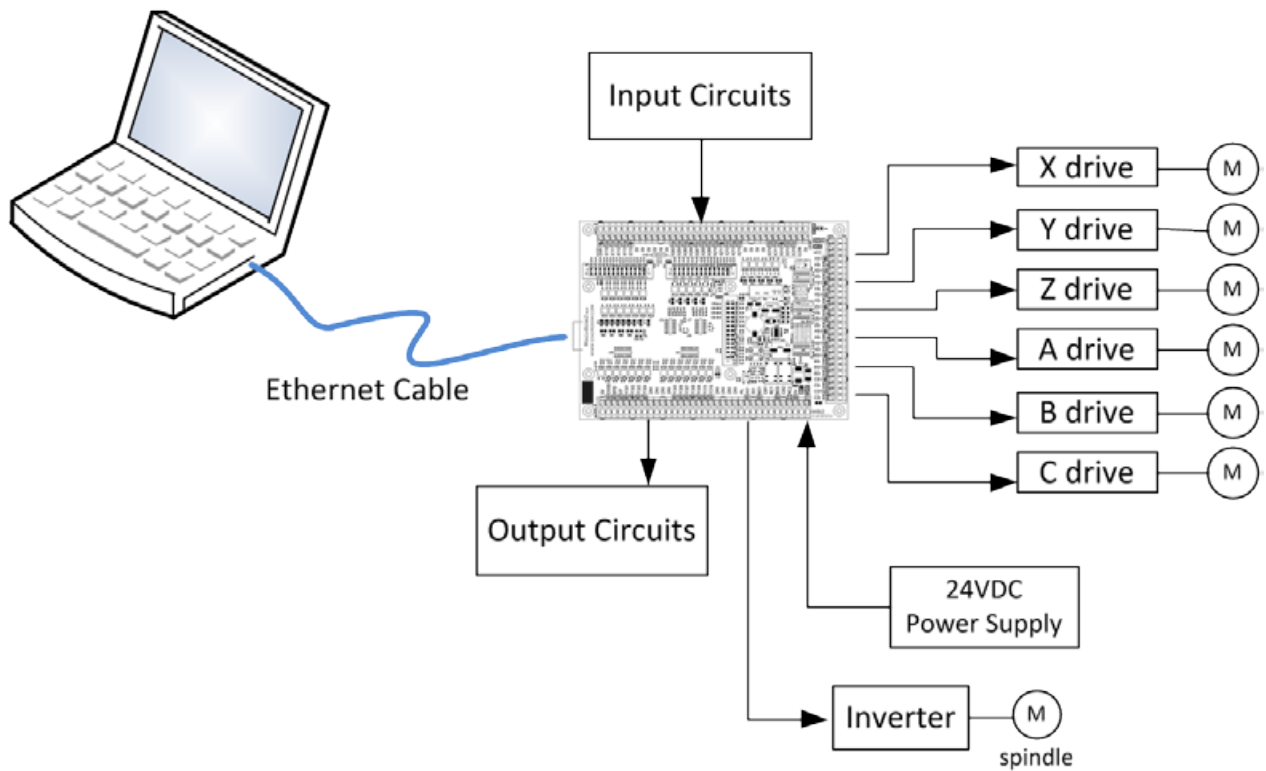 Input Circuits
X drive
M
Y drive
M
Z drive
M
A drive
M
B drive
M
C drive
M
Ethernet Cable
Output Circuits
24VDC
Power Supply
Inverter
M
spindle